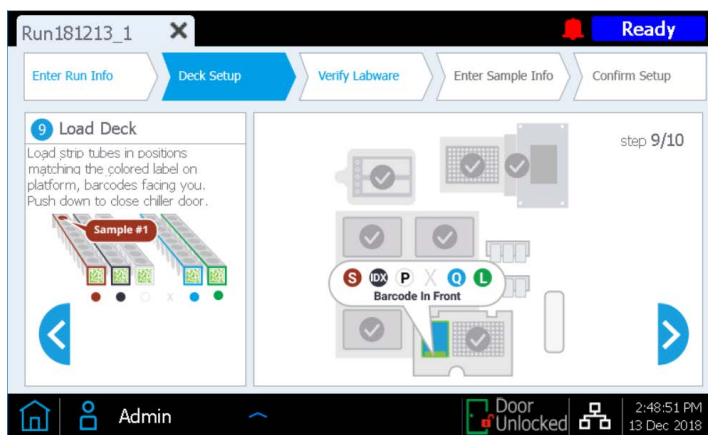 Run181213_1
Ready
Enter Run Info
Deck Setup
Verify Labware
Enter Sample Info
Confirm Setup
9 Load Deck
Load strip tubes in positions
matching the colored label on
platform, barcodes facing you.
Push down to close chiller door.
Sample #1
X
step 9/10
S IDX P X Q L
Barcode In Front
Admin
Door
Unlocked
2:48:51 PM
13 Dec 2018